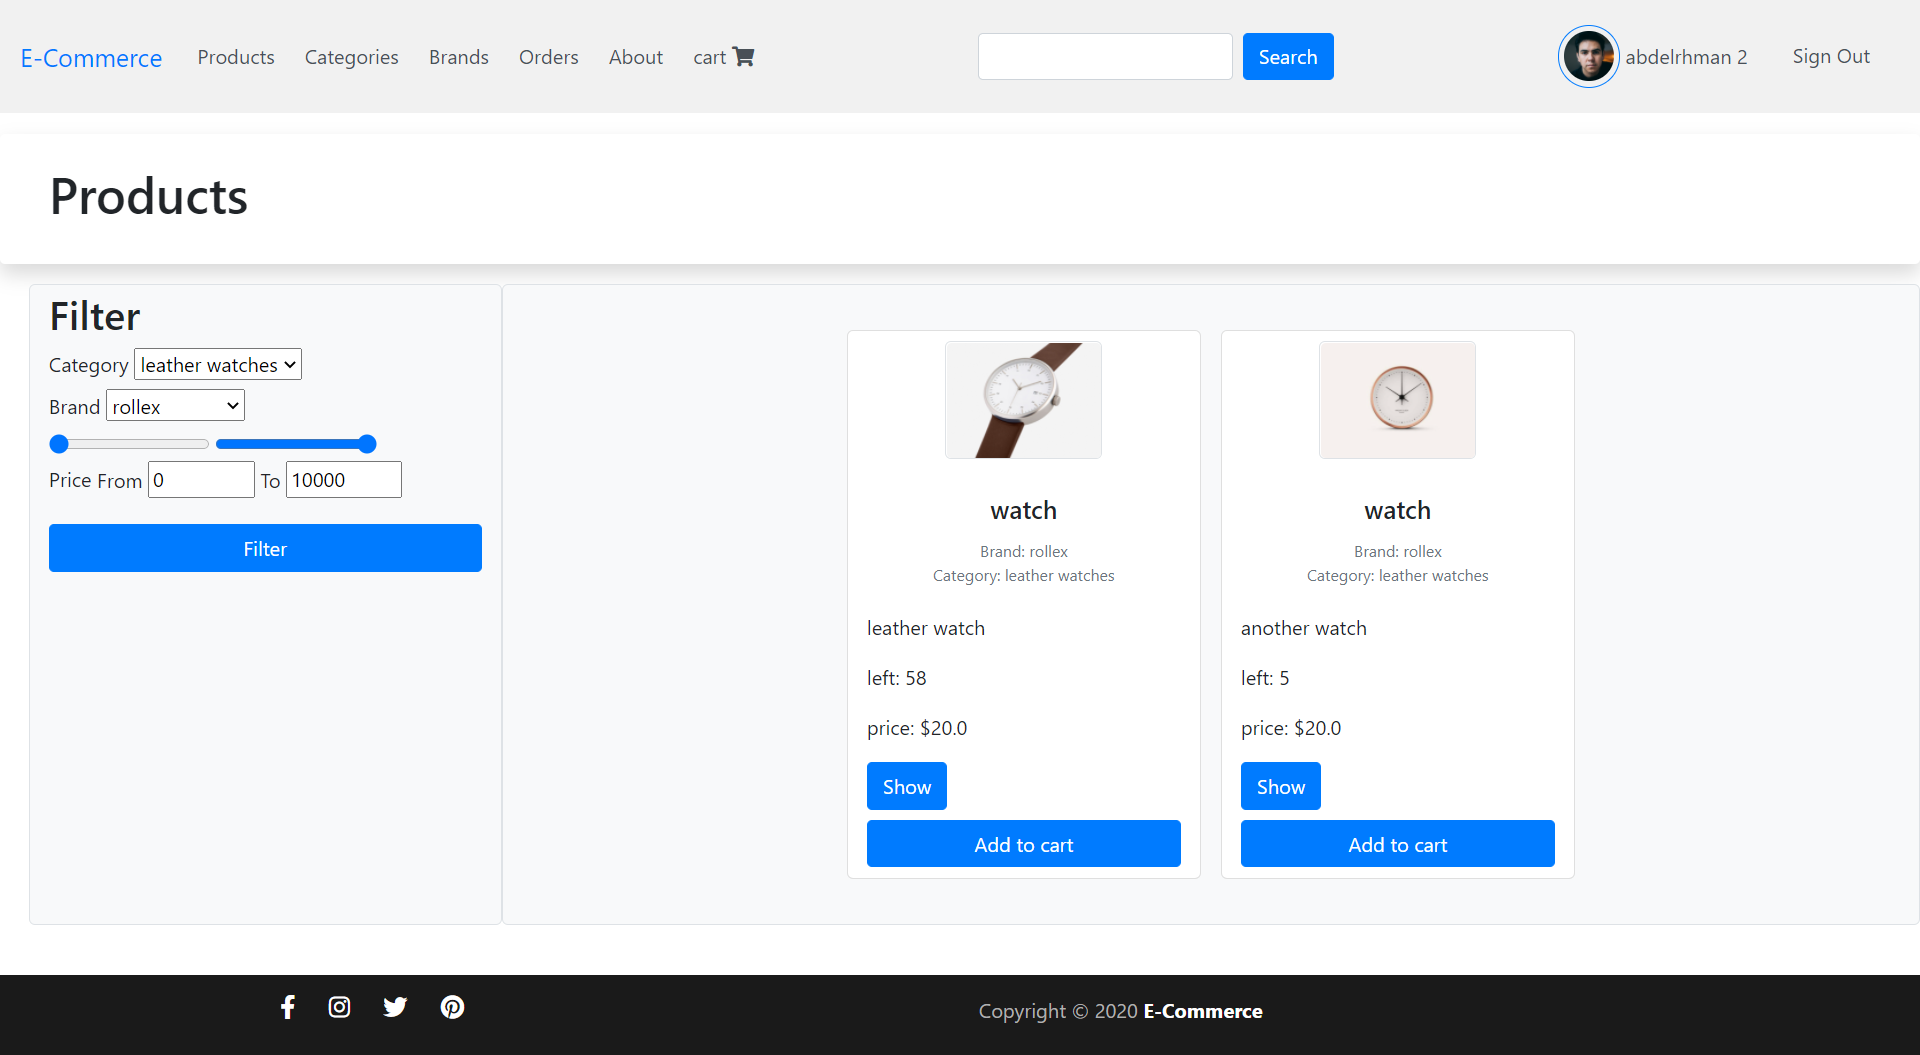 E-Commerce Products Categories Brands Orders About cart Search abdelrhman 2 Sign Out
Products
Filter
Category leather watches
Brand rollex
Price From 0 To 10000
Filter
watch
Brand: rollex
Category: leather watches
leather watch
left: 58
price: $20.0
Show
Add to cart
watch
Brand: rollex
Category: leather watches
another watch
left: 5
price: $20.0
Show
Add to cart
Copyright © 2020 E-Commerce